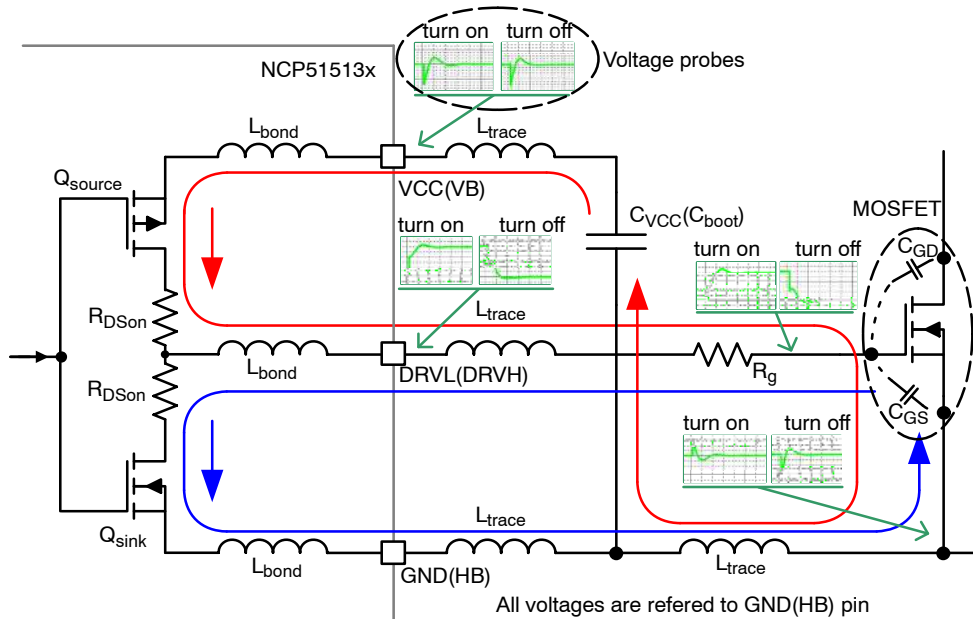 turn on turn off
Voltage probes
NCP51513x
Lbond
Ltrace
Qsource
VCC(VB)
CVCC(Cboot)
MOSFET
turn on turn off
turn on turn off
CGD
RDSon
Ltrace
Lbond
DRVL(DRVH)
Rg
RDSon
CGS
turn on turn off
Ltrace
Qsink
Lbond
GND(HB)
Ltrace
All voltages are refered to GND(HB) pin